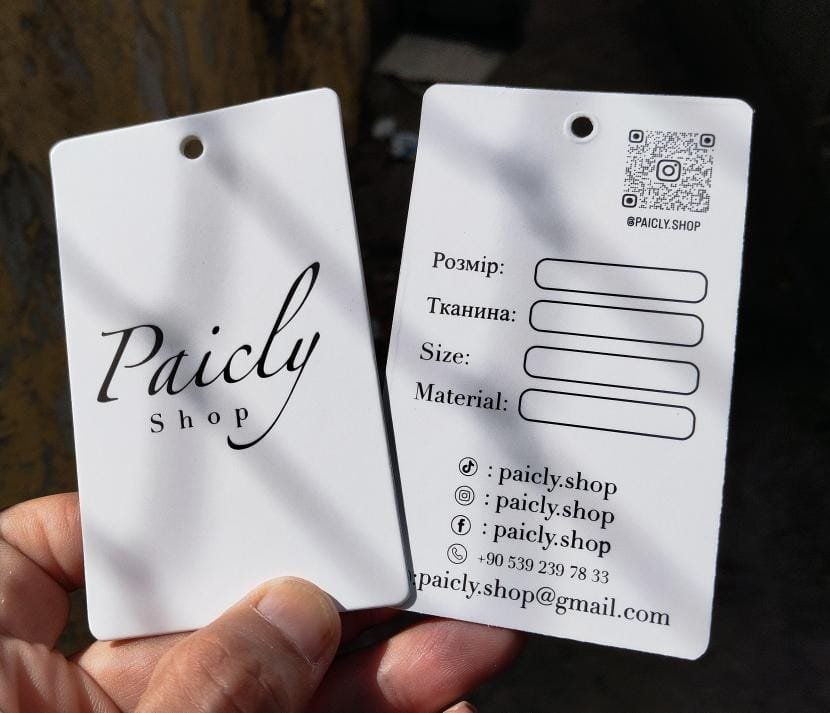 Paicly
Shop
@PAICLY.SHOP
Розмір:
Тканина:
Size:
Material:
: paicly.shop
: paicly.shop
: paicly.shop
+90 539 239 78 33
:paicly.shop@gmail.com